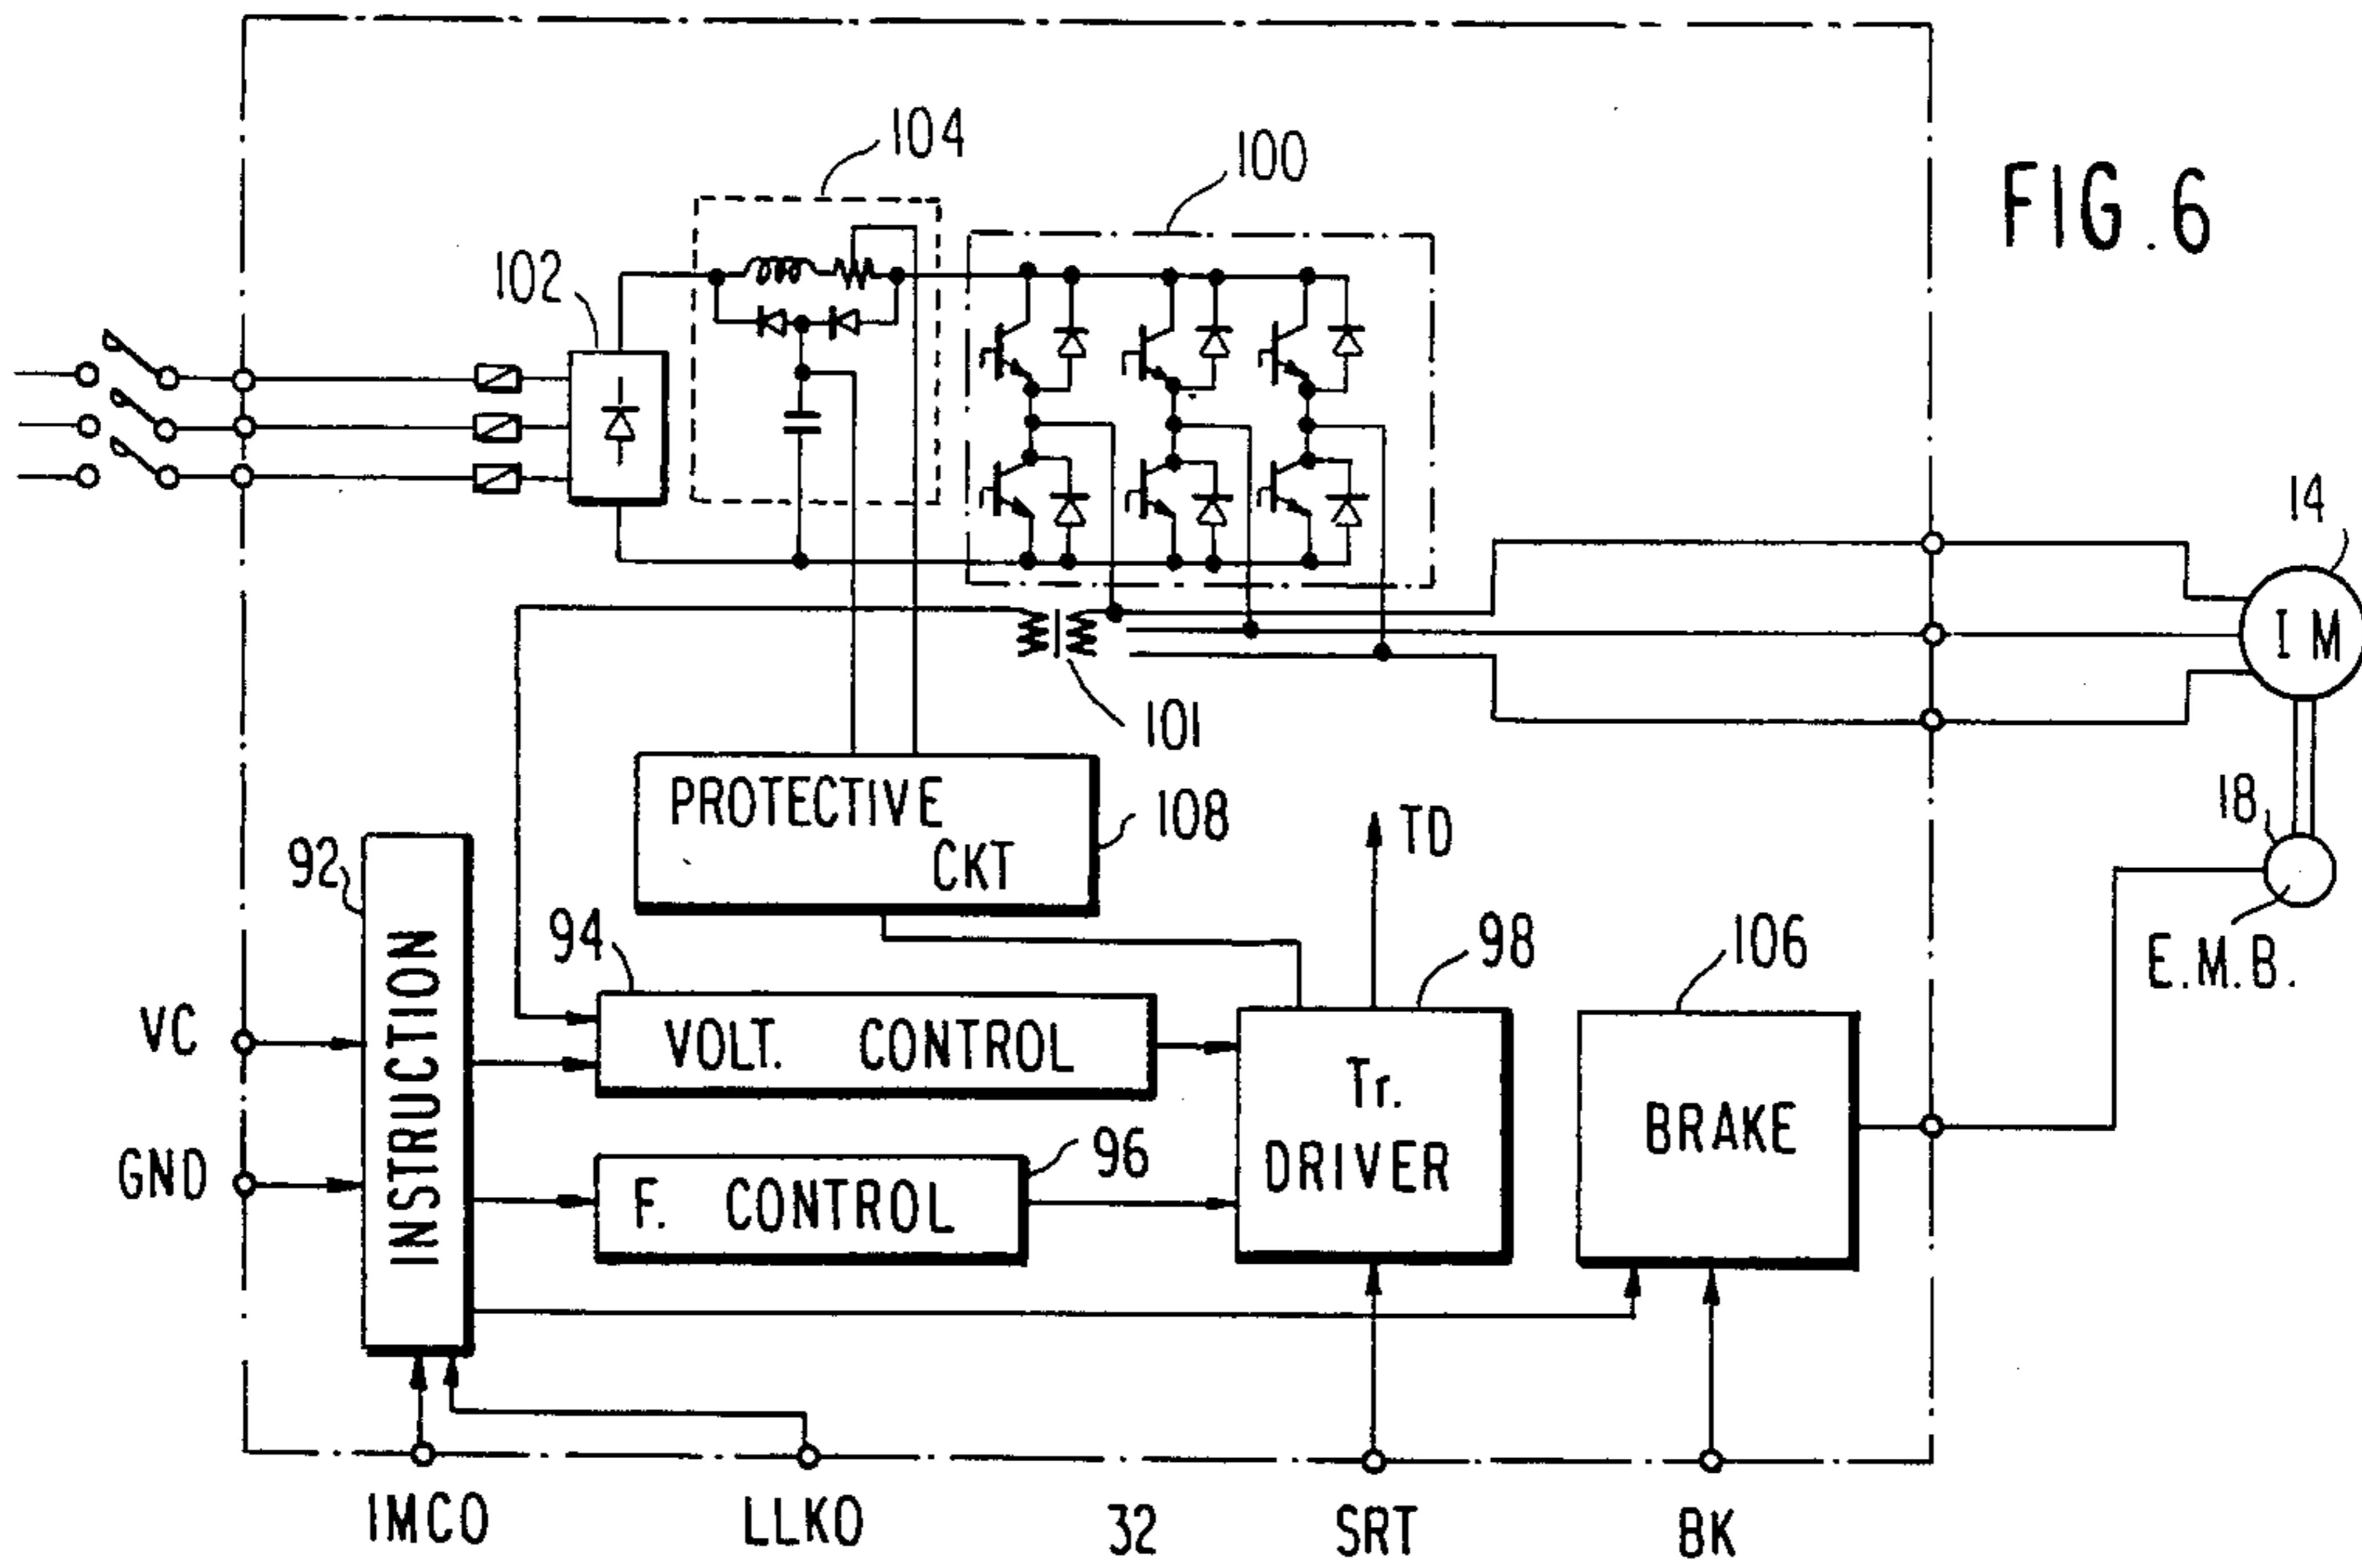 104
100
FIG. 6
102
14
IM
101
PROTECTIVE
CKT
108
TD
18
92
INSTRUCTION
94
98
106
E.M.B.
VC
VOLT. CONTROL
Tr.
DRIVER
BRAKE
GND
96
F. CONTROL
IMCO
LLKO
32
SRT
BK